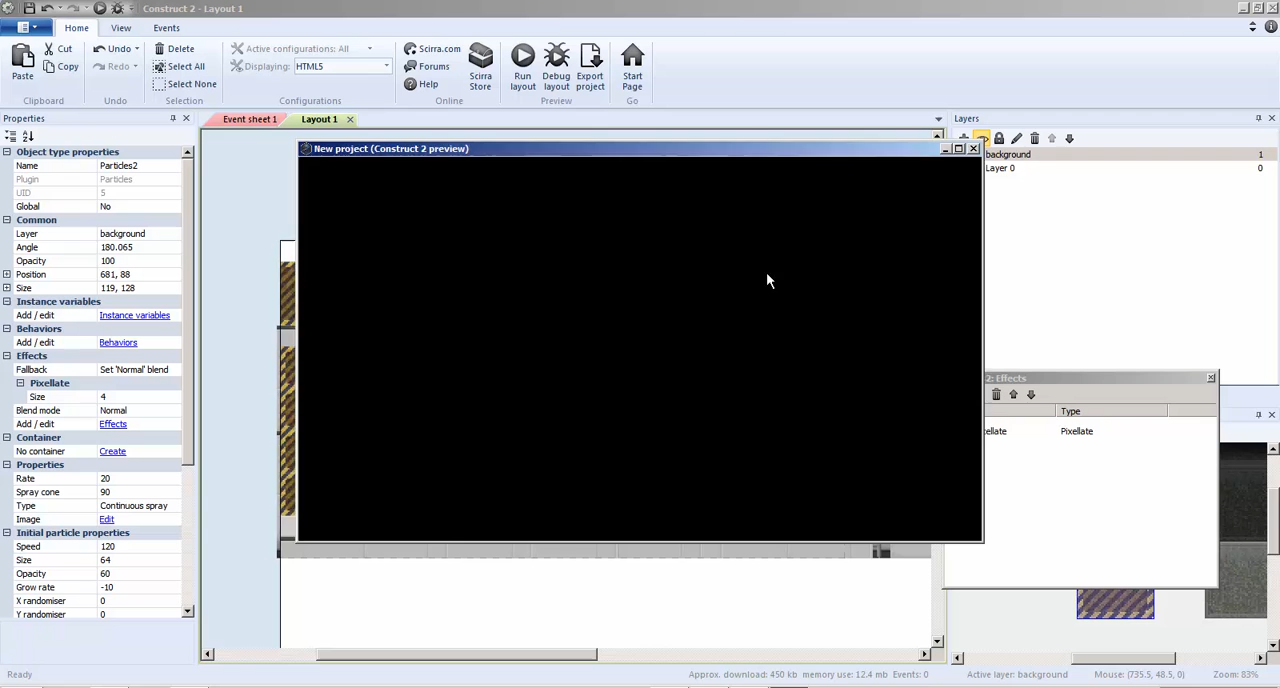 Construct 2 - Layout 1
Home View Events
Paste Cut Copy Clipboard
Undo Redo Undo
Delete Select All Select None Selection
Active configurations: All
Displaying: HTML5
Configurations
Scirra.com Forums Help Scirra Store Online
Run layout Debug layout Export project Preview
Start Page Go
Properties
Event sheet 1 Layout 1
Layers
Object type properties
Name Particles2
Plugin Particles
UID 5
Global No
Common
Layer background
Angle 180.065
Opacity 100
Position 681, 88
Size 119, 128
Instance variables
Add / edit Instance variables
Behaviors
Add / edit Behaviors
Effects
Fallback Set 'Normal' blend
Pixellate
Size 4
Blend mode Normal
Add / edit Effects
Container
No container Create
Properties
Rate 20
Spray cone 90
Type Continuous spray
Image Edit
Initial particle properties
Speed 120
Size 64
Opacity 60
Grow rate -10
X randomiser 0
Y randomiser 0
New project (Construct 2 preview)
background 1
Layer 0 0
2: Effects
Type
ellate Pixellate
Ready
Approx. download: 450 kb memory use: 12.4 mb Events: 0
Active layer: background
Mouse: (735.5, 48.5, 0)
Zoom: 83%